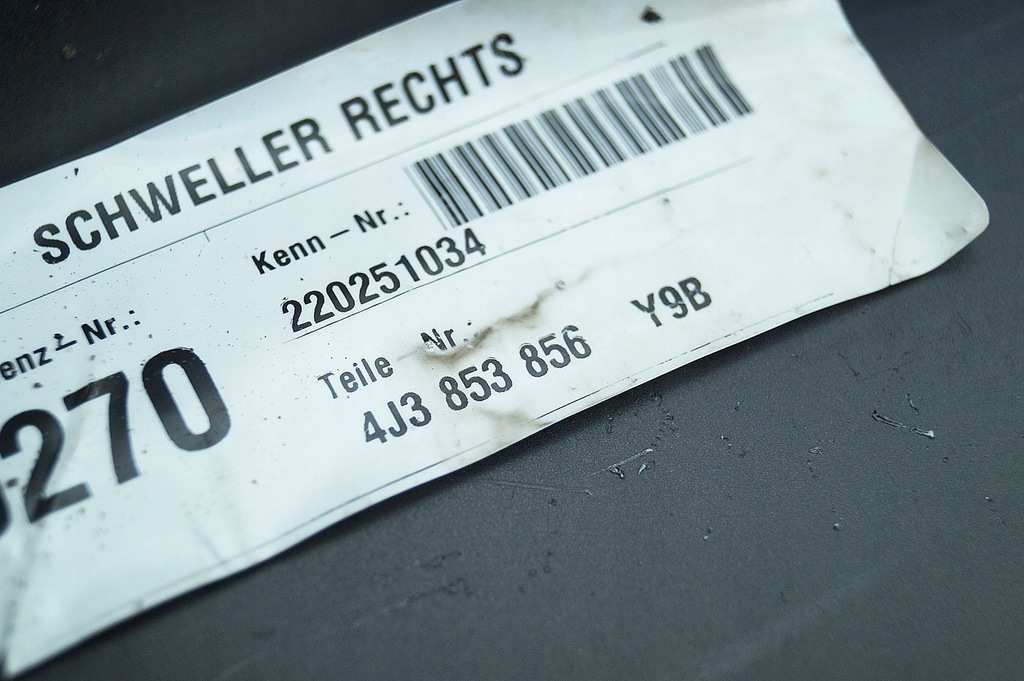 SCHWELLER RECHTS
Kenn – Nr.:
220251034
enz – Nr.:
270
Teile Nr.:
4J3 853 856 Y9B